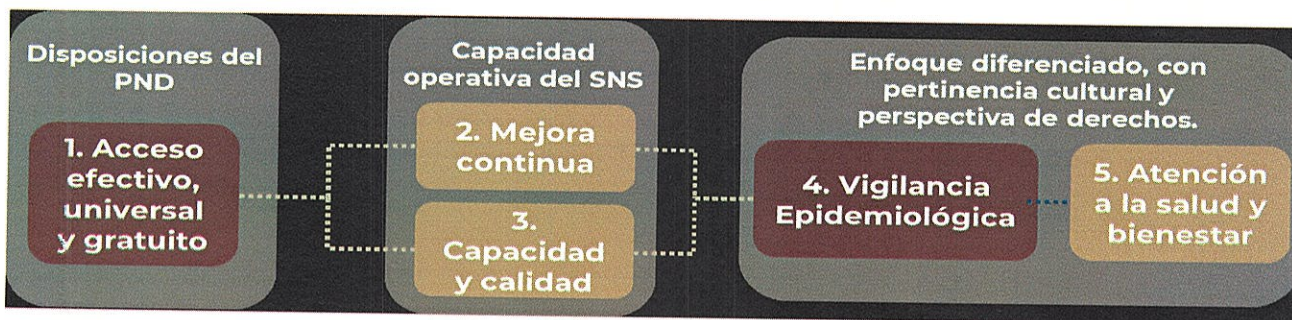 Disposiciones del
PND
1. Acceso
efectivo,
universal
y gratuito
Capacidad
operativa del SNS
2. Mejora
continua
3.
Capacidad
y calidad
Enfoque diferenciado, con
pertinencia cultural y
perspectiva de derechos.
4. Vigilancia
Epidemiológica
5. Atención
a la salud y
bienestar